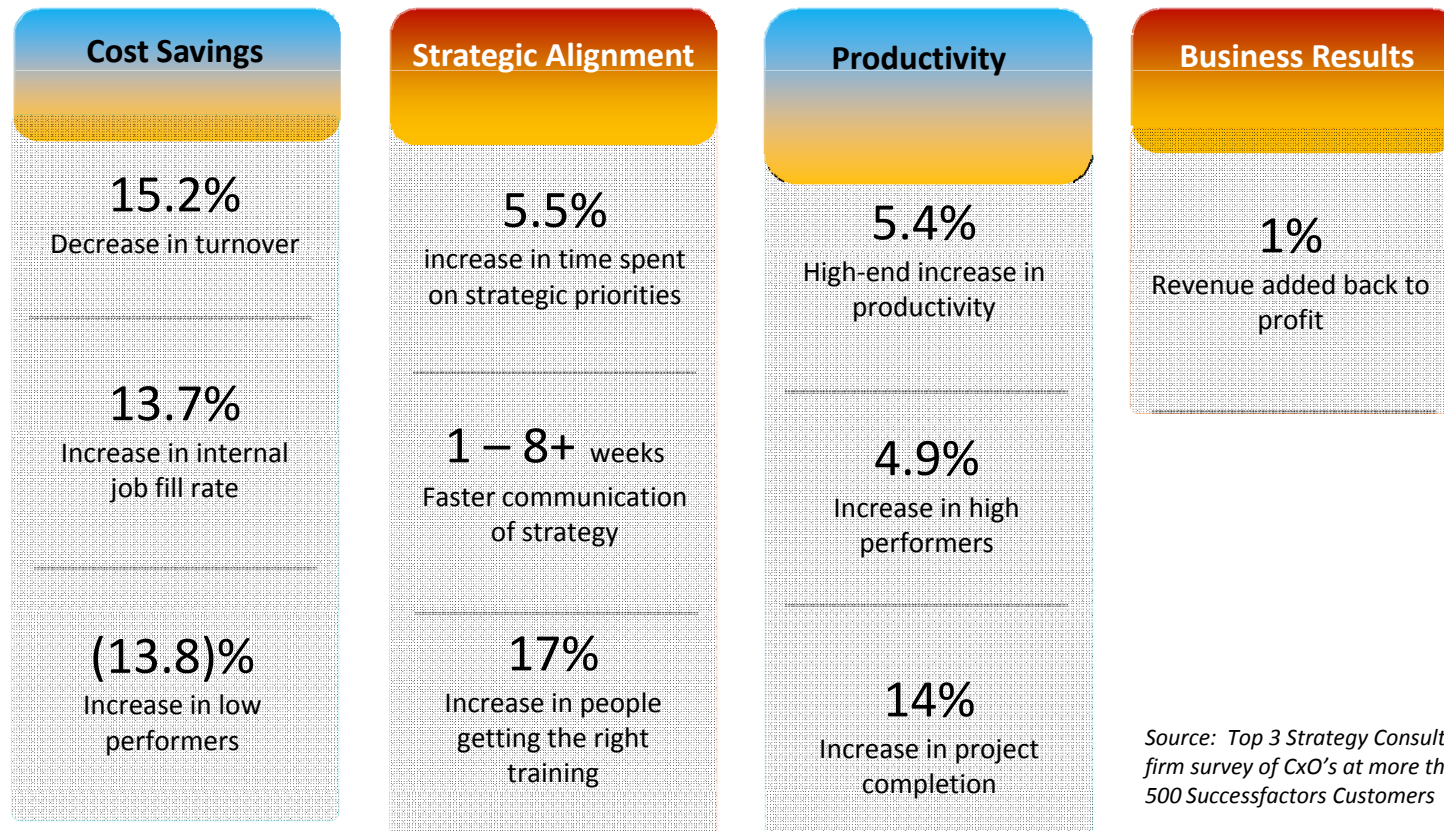 Cost Savings
15.2%
Decrease in turnover
13.7%
Increase in internal
job fill rate
(13.8)%
Increase in low
performers
Strategic Alignment
5.5%
increase in time spent
on strategic priorities
1 – 8+ weeks
Faster communication
of strategy
17%
Increase in people
getting the right
training
Productivity
5.4%
High-end increase in
productivity
4.9%
Increase in high
performers
14%
Increase in project
completion
Business Results
1%
Revenue added back to
profit
Source: Top 3 Strategy Consult
firm survey of CxO's at more th
500 Successfactors Customers